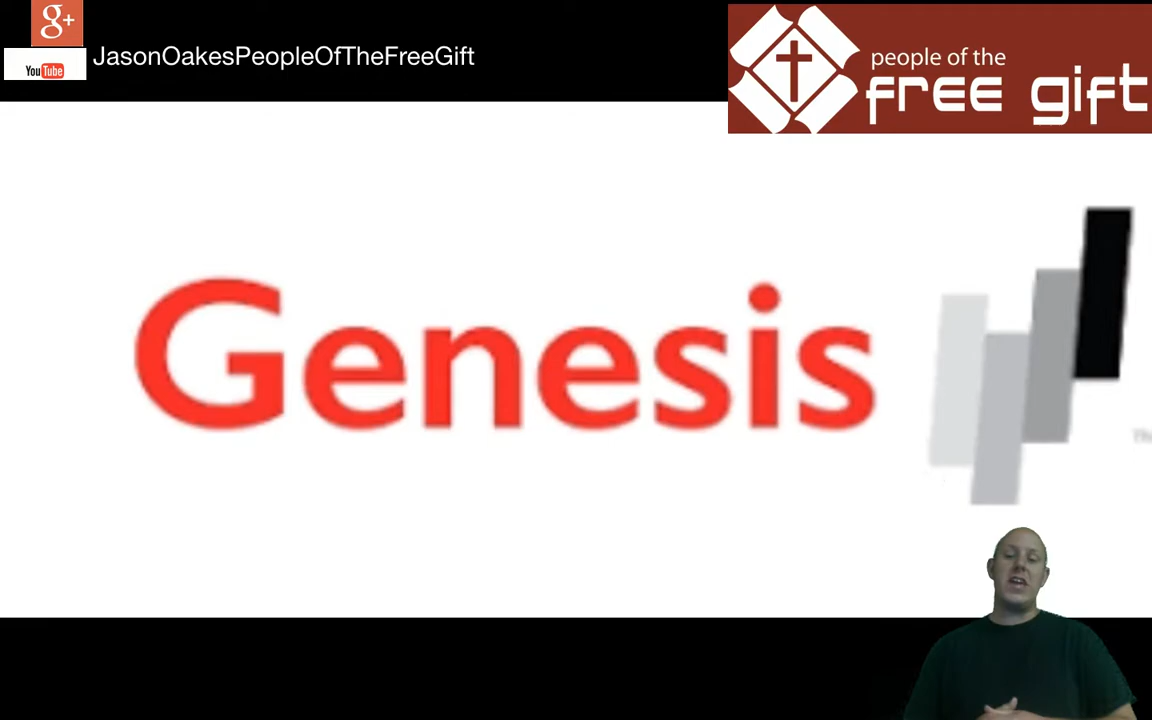 g+
YouTube
JasonOakesPeopleOfTheFreeGift
people of the
free gift
Genesis